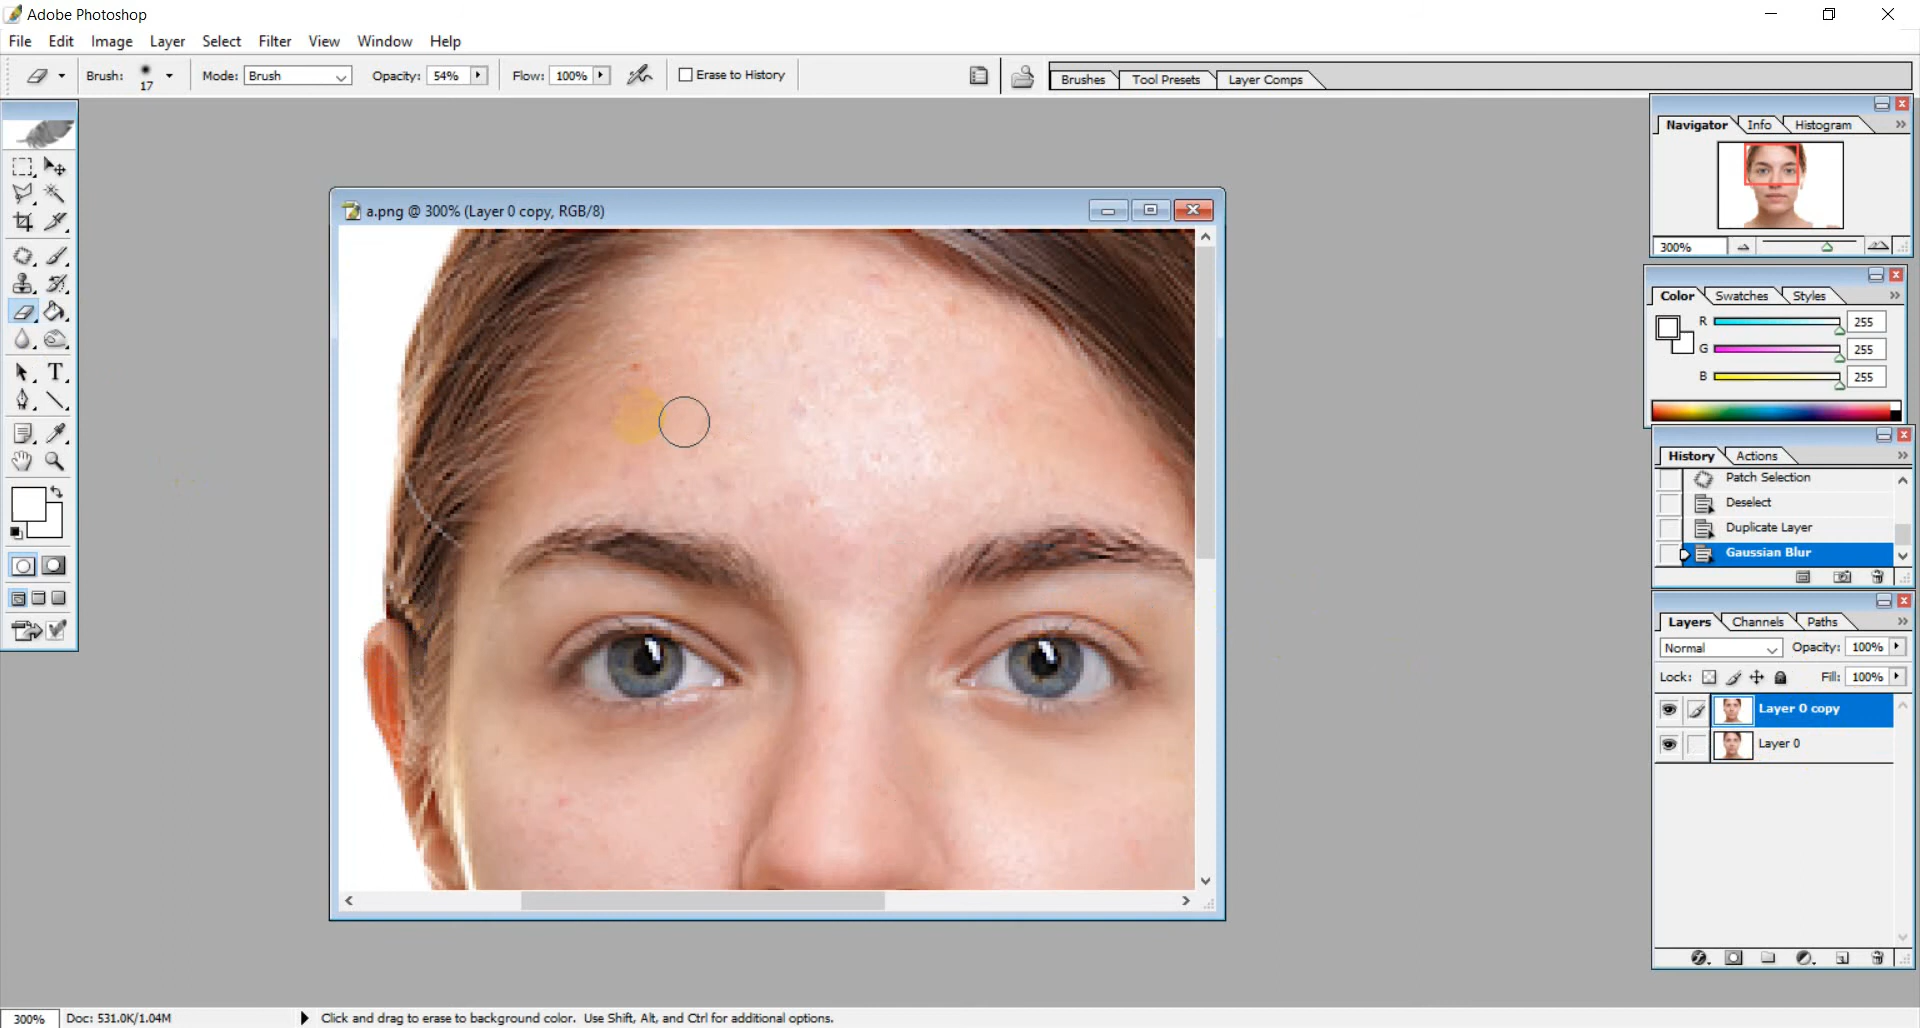 Adobe Photoshop
File Edit Image Layer Select Filter View Window Help
Brush: 17 Mode: Brush Opacity: 54% Flow: 100% Erase to History Brushes Tool Presets Layer Comps
Navigator Info Histogram
300%
a.png @ 300% (Layer 0 copy, RGB/8)
Color Swatches Styles
R 255
G 255
B 255
History Actions
Patch Selection
Deselect
Duplicate Layer
Gaussian Blur
Layers Channels Paths
Normal Opacity: 100%
Lock: Fill: 100%
Layer 0 copy
Layer 0
300% Doc: 531.0K/1.04M Click and drag to erase to background color. Use Shift, Alt, and Ctrl for additional options.